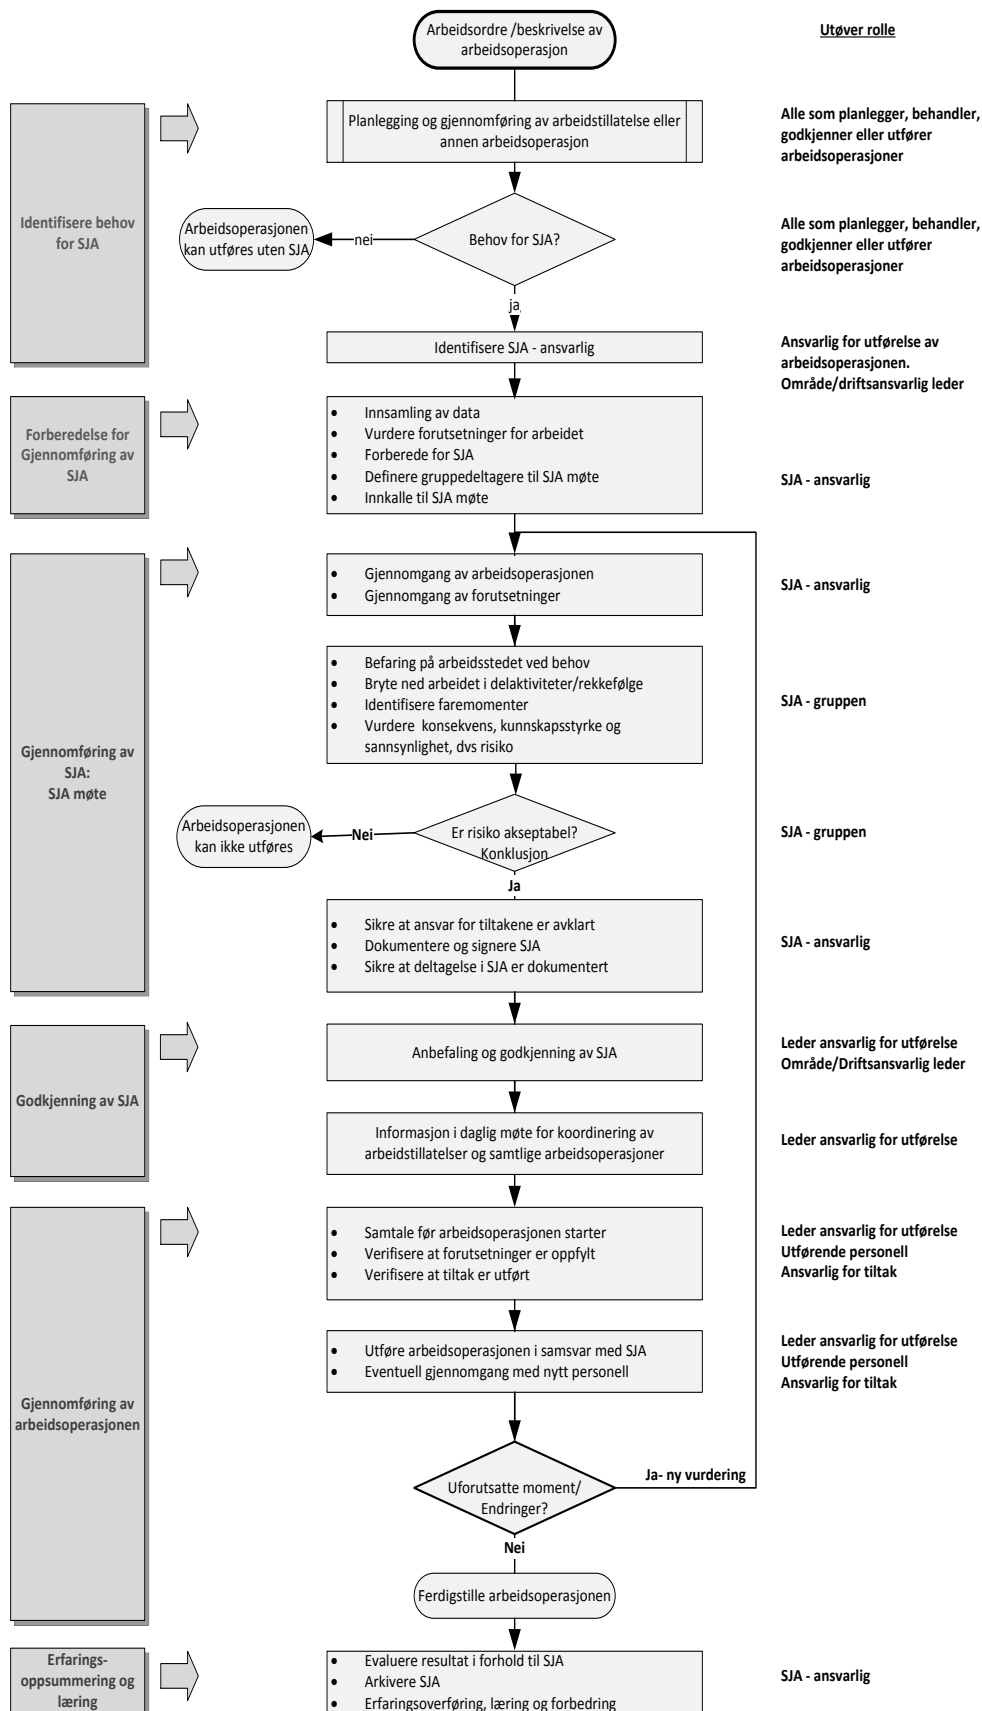 Arbeidsordre /beskrivelse av
arbeidsoperasjon
Utøver rolle
Identifisere behov
for SJA
Planlegging og gjennomføring av arbeidstillatelse eller
annen arbeidsoperasjon
Alle som planlegger, behandler,
godkjenner eller utfører
arbeidsoperasjoner
Arbeidsoperasjonen
kan utføres uten SJA
nei
Behov for SJA?
Alle som planlegger, behandler,
godkjenner eller utfører
arbeidsoperasjoner
ja
Identifisere SJA - ansvarlig
Ansvarlig for utførelse av
arbeidsoperasjonen.
Område/driftsansvarlig leder
Forberedelse for
Gjennomføring av
SJA
• Innsamling av data
• Vurdere forutsetninger for arbeidet
• Forberede for SJA
• Definere gruppedeltagere til SJA møte
• Innkalle til SJA møte
SJA - ansvarlig
Gjennomføring av
SJA:
SJA møte
• Gjennomgang av arbeidsoperasjonen
• Gjennomgang av forutsetninger
SJA - ansvarlig
• Befaring på arbeidsstedet ved behov
• Bryte ned arbeidet i delaktiviteter/rekkefølge
• Identifisere faremomenter
• Vurdere konsekvens, kunnskapsstyrke og
sannsynlighet, dvs risiko
SJA - gruppen
Arbeidsoperasjonen
kan ikke utføres
Nei
Er risiko akseptabel?
Konklusjon
SJA - gruppen
Ja
• Sikre at ansvar for tiltakene er avklart
• Dokumentere og signere SJA
• Sikre at deltagelse i SJA er dokumentert
SJA - ansvarlig
Godkjenning av SJA
Anbefaling og godkjenning av SJA
Leder ansvarlig for utførelse
Område/Driftsansvarlig leder
Informasjon i daglig møte for koordinering av
arbeidstillatelser og samtlige arbeidsoperasjoner
Leder ansvarlig for utførelse
Gjennomføring av
arbeidsoperasjonen
• Samtale før arbeidsoperasjonen starter
• Verifisere at forutsetninger er oppfylt
• Verifisere at tiltak er utført
Leder ansvarlig for utførelse
Utførende personell
Ansvarlig for tiltak
• Utføre arbeidsoperasjonen i samsvar med SJA
• Eventuell gjennomgang med nytt personell
Leder ansvarlig for utførelse
Utførende personell
Ansvarlig for tiltak
Uforutsatte moment/
Endringer?
Ja- ny vurdering
Nei
Ferdigstille arbeidsoperasjonen
Erfarings-
oppsummering og
læring
• Evaluere resultat i forhold til SJA
• Arkivere SJA
• Erfaringsoverføring, læring og forbedring
SJA - ansvarlig